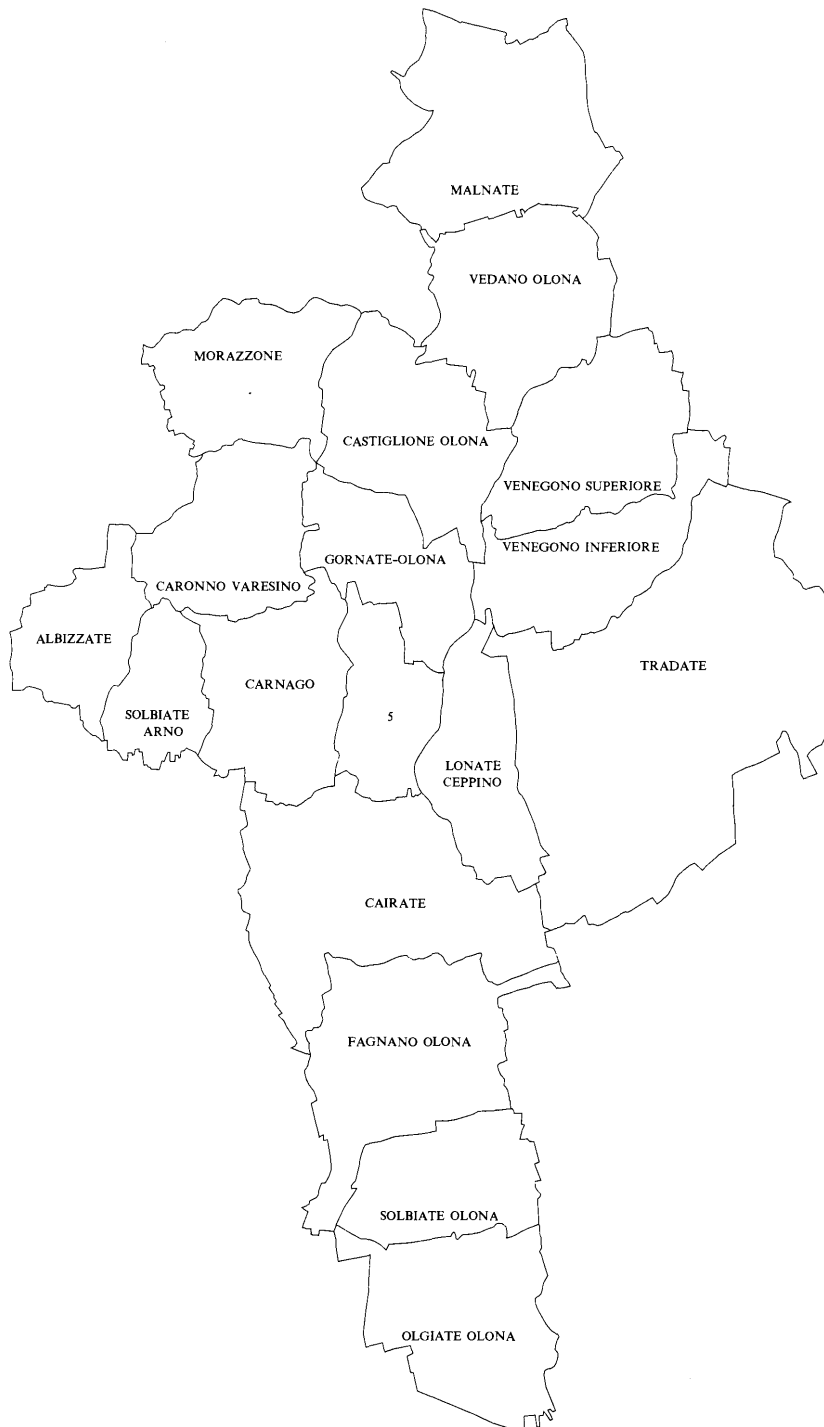 MALNATE
VEDANO OLONA
MORAZZONE
CASTIGLIONE OLONA
VENEGONO SUPERIORE
VENEGONO INFERIORE
GORNATE-OLONA
CARONNO VARESINO
ALBIZZATE
TRADATE
CARNAGO
SOLBIATE
ARNO
5
LONATE
CEPPINO
CAIRATE
FAGNANO OLONA
SOLBIATE OLONA
OLGIATE OLONA